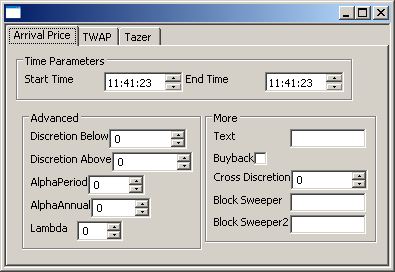 Arrival Price TWAP Tazer
Time Parameters
Start Time 11:41:23 End Time 11:41:23
Advanced
Discretion Below 0
Discretion Above 0
AlphaPeriod 0
AlphaAnnual 0
Lambda 0
More
Text
Buyback
Cross Discretion 0
Block Sweeper
Block Sweeper2